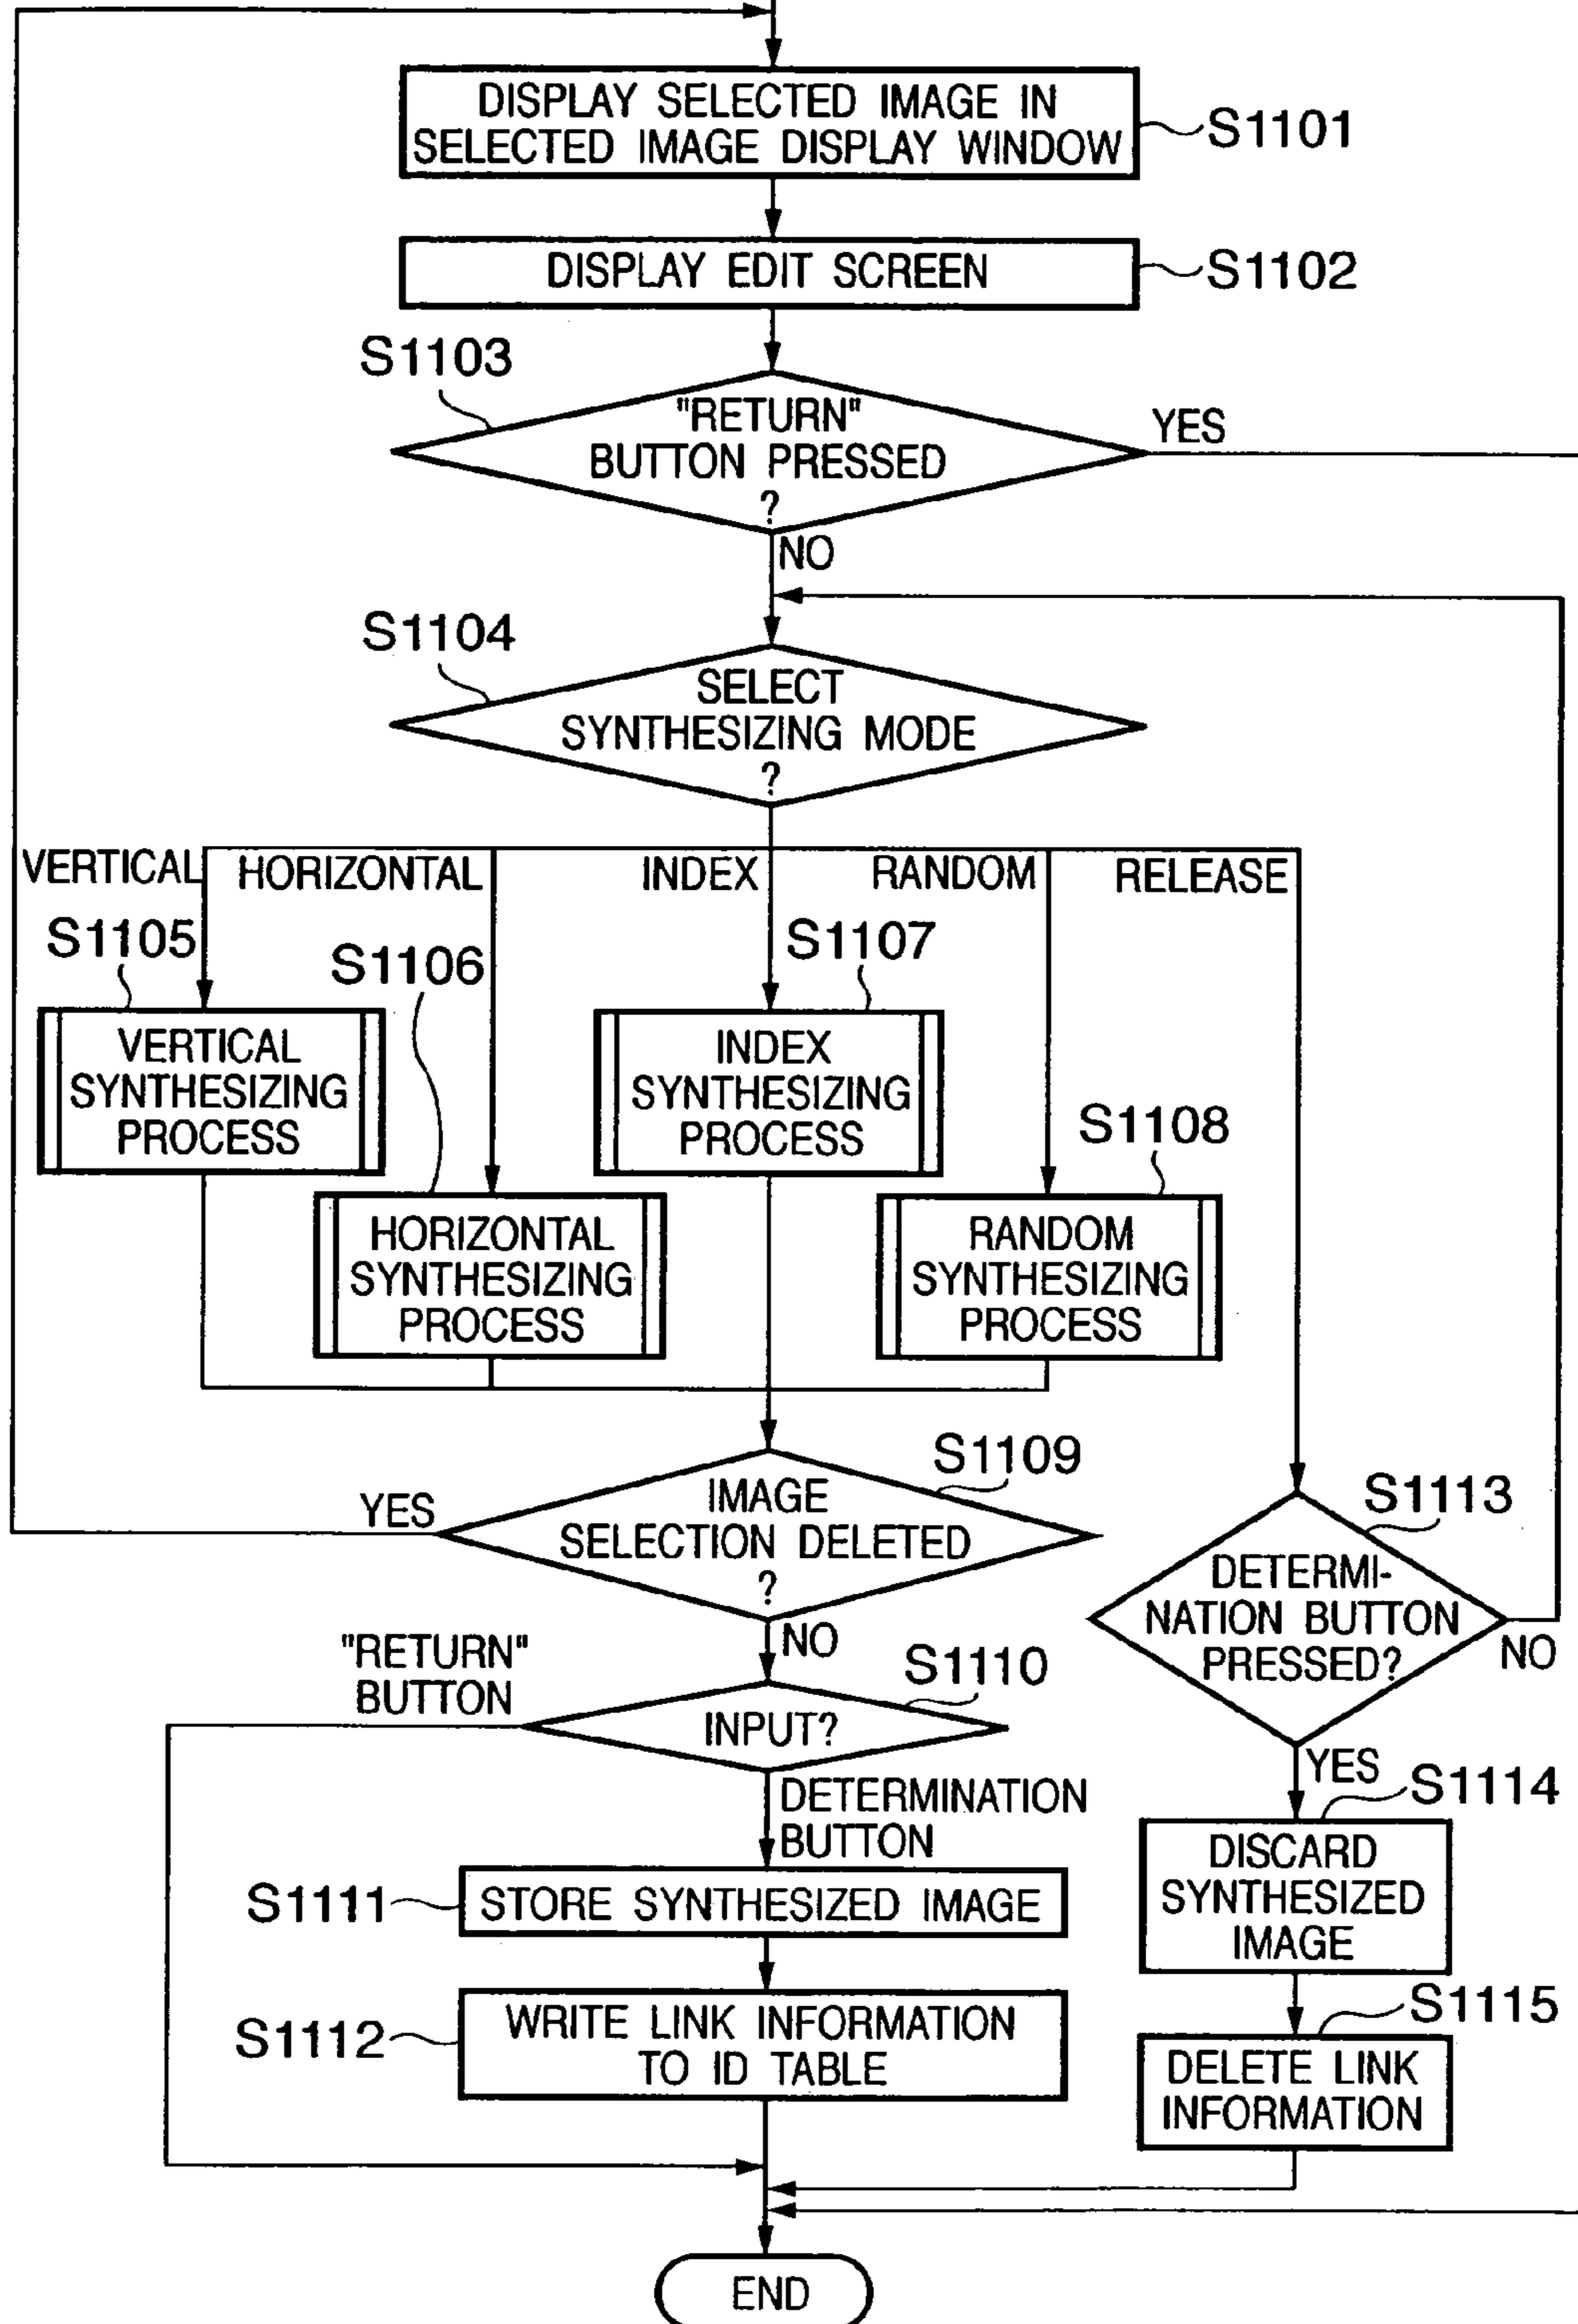 DISPLAY SELECTED IMAGE IN
SELECTED IMAGE DISPLAY WINDOW
S1101
DISPLAY EDIT SCREEN
S1102
S1103
"RETURN"
BUTTON PRESSED
?
YES
NO
S1104
SELECT
SYNTHESIZING MODE
?
VERTICAL
HORIZONTAL
INDEX
RANDOM
RELEASE
S1105
S1106
S1107
VERTICAL
SYNTHESIZING
PROCESS
INDEX
SYNTHESIZING
PROCESS
S1108
HORIZONTAL
SYNTHESIZING
PROCESS
RANDOM
SYNTHESIZING
PROCESS
S1109
YES
IMAGE
SELECTION DELETED
?
NO
S1113
DETERMI-
NATION BUTTON
PRESSED?
NO
"RETURN"
BUTTON
S1110
INPUT?
YES
DETERMINATION
BUTTON
S1114
DISCARD
SYNTHESIZED
IMAGE
S1111
STORE SYNTHESIZED IMAGE
S1112
WRITE LINK INFORMATION
TO ID TABLE
S1115
DELETE LINK
INFORMATION
END